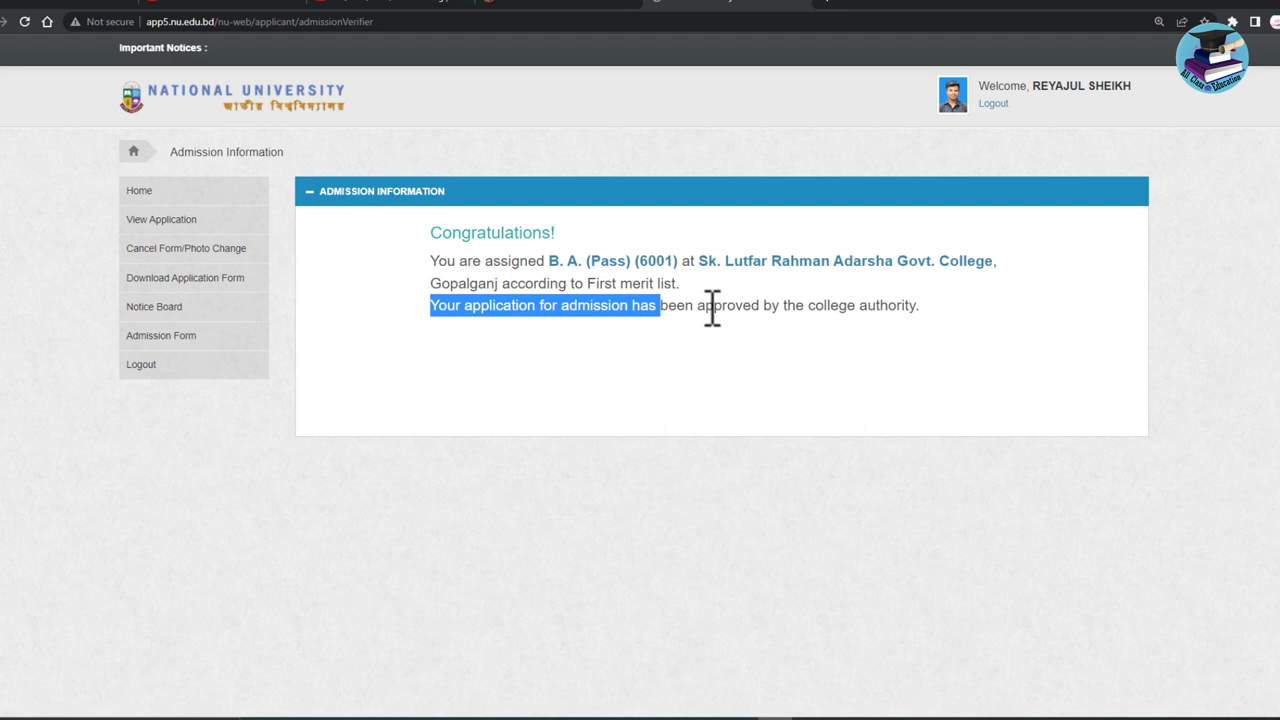 Not secure app5.nu.edu.bd/nu-web/applicant/admissionVerifier
Important Notices :
All Class Education
NATIONAL UNIVERSITY
জাতীয় বিশ্ববিদ্যালয়
Welcome, REYAJUL SHEIKH
Logout
Admission Information
Home
View Application
Cancel Form/Photo Change
Download Application Form
Notice Board
Admission Form
Logout
ADMISSION INFORMATION
Congratulations!
You are assigned B. A. (Pass) (6001) at Sk. Lutfar Rahman Adarsha Govt. College,
Gopalganj according to First merit list.
Your application for admission has been approved by the college authority.